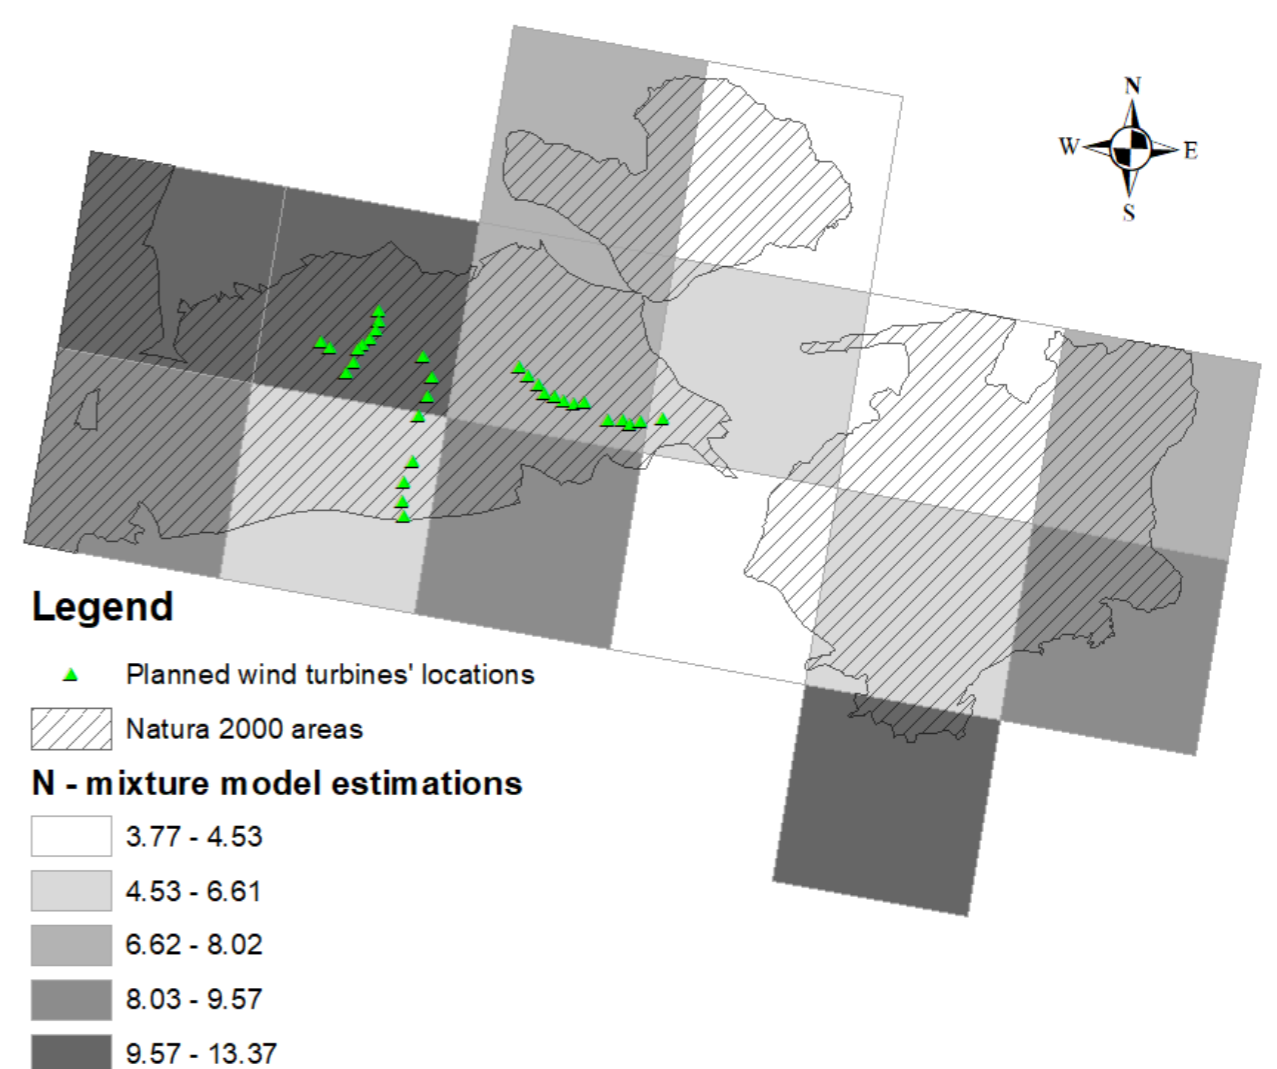 N
W E
S
Legend
Planned wind turbines' locations
Natura 2000 areas
N - mixture model estimations
3.77 - 4.53
4.53 - 6.61
6.62 - 8.02
8.03 - 9.57
9.57 - 13.37